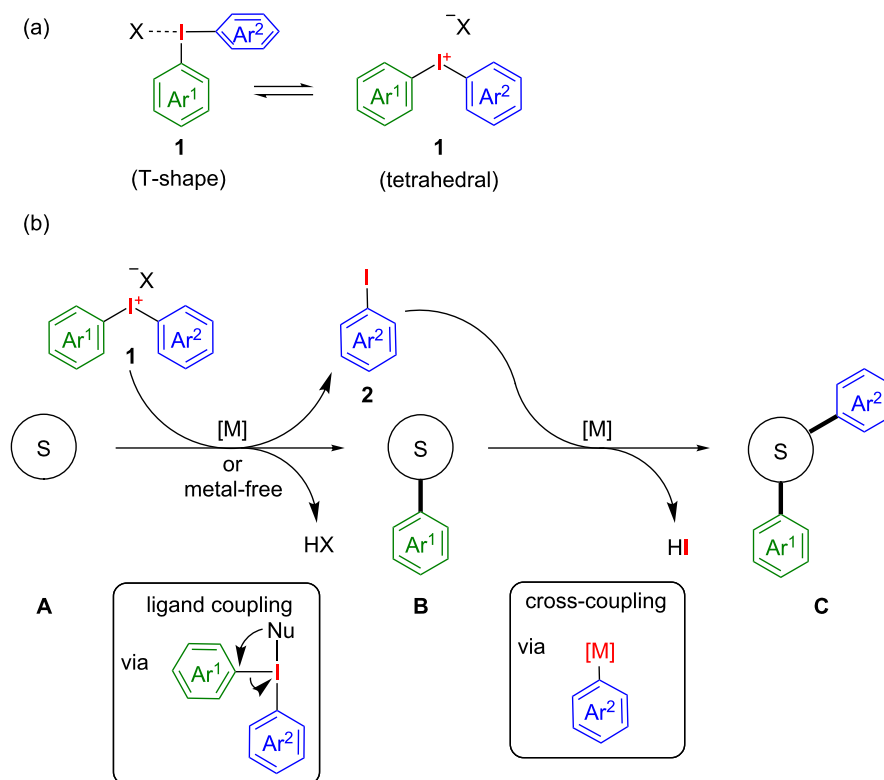 (a)
X I Ar² ⁻X
I⁺
Ar¹ Ar¹ Ar²
1 1
(T-shape) (tetrahedral)
(b)
⁻X I
I⁺
Ar¹ Ar² Ar²
1 2 Ar²
[M] [M]
S S S
or
metal-free
HX Ar¹ HI Ar¹
A B C
ligand coupling cross-coupling
Nu
via Ar¹ I via [M]
Ar² Ar²